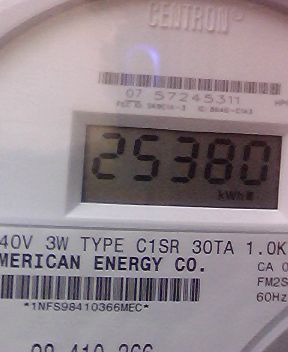 CENTRON
07 57245311
25380
kWh
40V 3W TYPE C1SR 30TA 1.0K
MERICAN ENERGY CO.
CA 0
FM2S
60Hz
*1NFS98410366MEC*